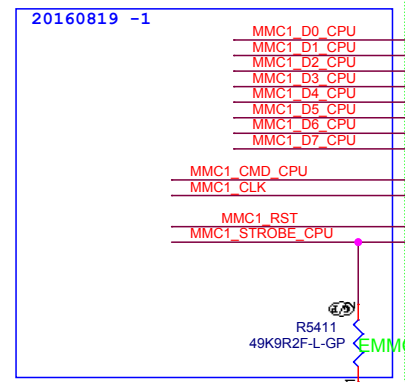 20160819 -1
MMC1_D0_CPU
MMC1_D1_CPU
MMC1_D2_CPU
MMC1_D3_CPU
MMC1_D4_CPU
MMC1_D5_CPU
MMC1_D6_CPU
MMC1_D7_CPU
MMC1_CMD_CPU
MMC1_CLK
MMC1_RST
MMC1_STROBE_CPU
R5411
49K9R2F-L-GP